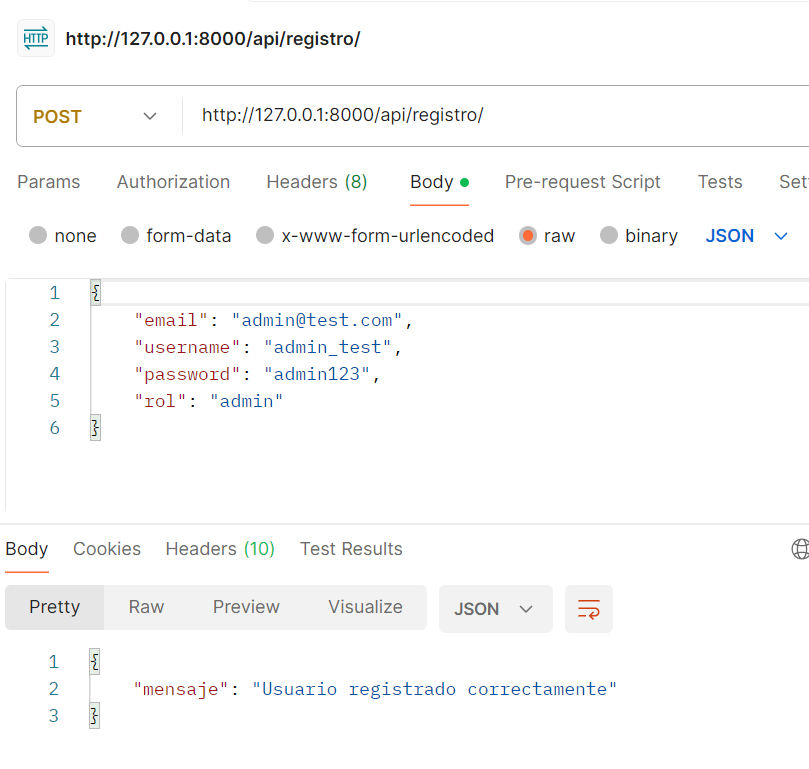 HTTP http://127.0.0.1:8000/api/registro/
POST http://127.0.0.1:8000/api/registro/
Params Authorization Headers (8) Body Pre-request Script Tests Set
none form-data x-www-form-urlencoded raw binary JSON
1 {
2 "email": "admin@test.com",
3 "username": "admin_test",
4 "password": "admin123",
5 "rol": "admin"
6 }
Body Cookies Headers (10) Test Results
Pretty Raw Preview Visualize JSON
1 {
2 "mensaje": "Usuario registrado correctamente"
3 }